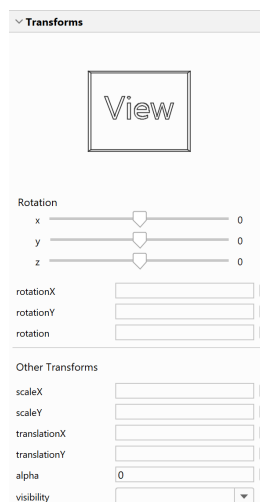 Transforms
View
Rotation
x 0
y 0
z 0
rotationX
rotationY
rotation
Other Transforms
scaleX
scaleY
translationX
translationY
alpha 0
visibility